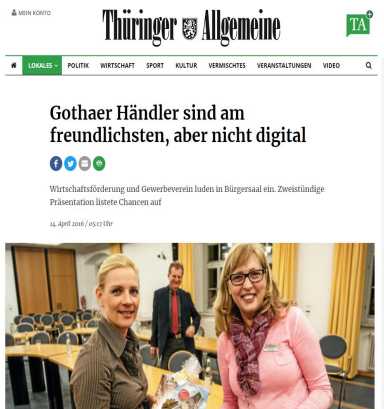 MEIN KONTO
Thüringer Allgemeine
TA
LOKALES POLITIK WIRTSCHAFT SPORT KULTUR VERMISCHTES VERANSTALTUNGEN VIDEO
Gothaer Händler sind am
freundlichsten, aber nicht digital
Wirtschaftsförderung und Gewerbeverein luden in Bürgersaal ein. Zweistündige
Präsentation listete Chancen auf
14. April 2016 / 05:17 Uhr